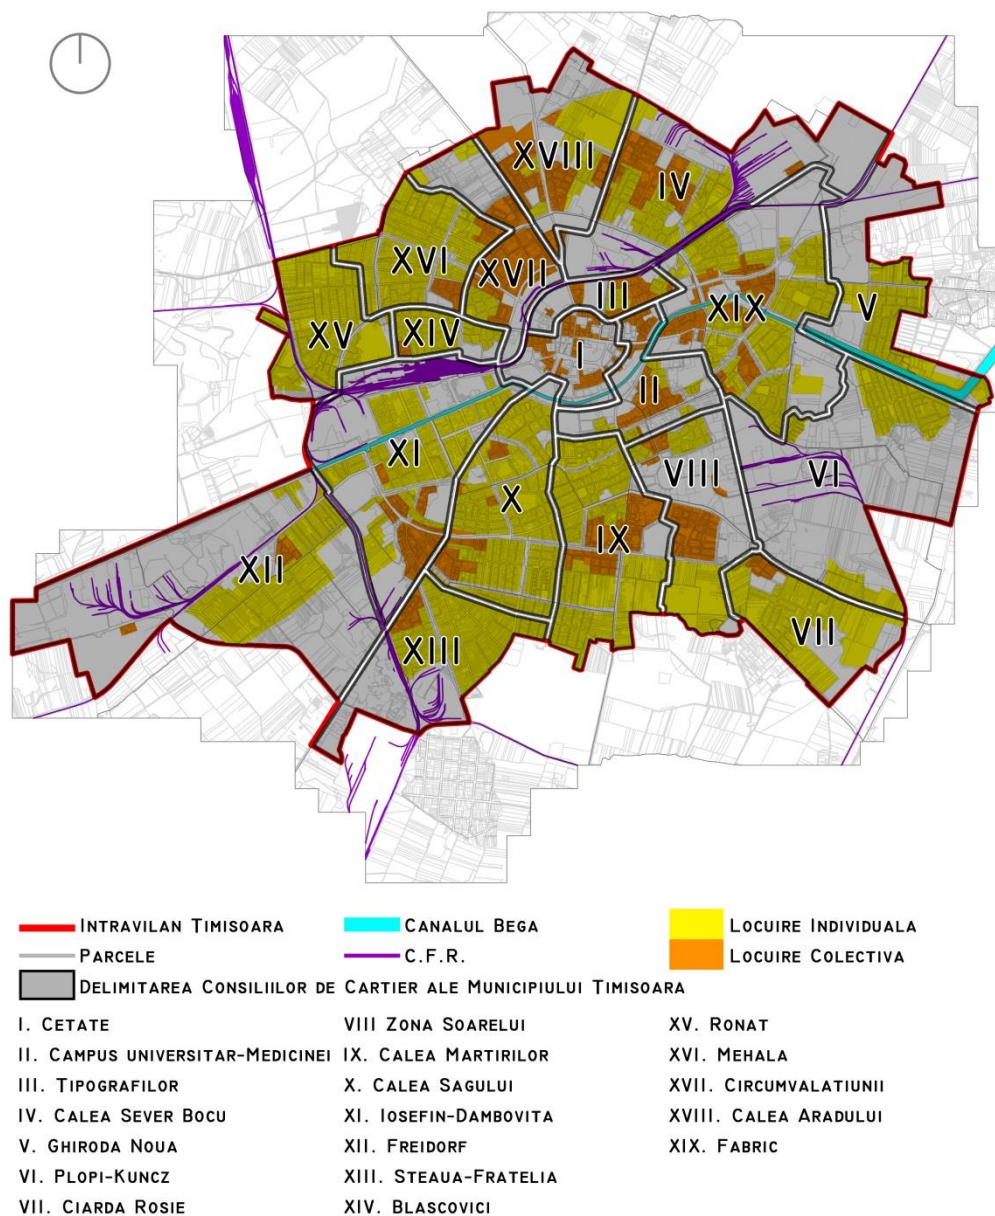 XVIII
IV
XVI
XVII
III
XIX
V
XV
XIV
I
II
XI
VIII
VI
X
IX
XII
VII
XIII
INTRAVILAN TIMISOARA
CANALUL BEGA
LOCUIRE INDIVIDUALA
PARCELE
C.F.R.
LOCUIRE COLECTIVA
DELIMITAREA CONSILIILOR DE CARTIER ALE MUNICIPIULUI TIMISOARA
I. CETATE
II. CAMPUS UNIVERSITAR-MEDICINEI
III. TIPOGRAFILOR
IV. CALEA SEVER BOCU
V. GHIRODA NOUA
VI. PLOPI-KUNCZ
VII. CIARDA ROSIE
VIII ZONA SOARELUI
IX. CALEA MARTIRILOR
X. CALEA SAGULUI
XI. IOSEFIN-DAMBOVITA
XII. FREIDORF
XIII. STEAUA-FRATELIA
XIV. BLASCOVICI
XV. RONAT
XVI. MEHALA
XVII. CIRCUMVALATIUNII
XVIII. CALEA ARADULUI
XIX. FABRIC